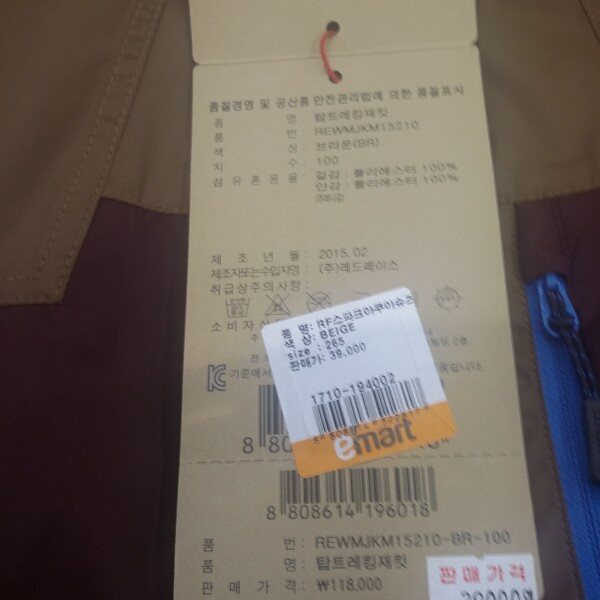 품질경영 및 공산품 안전관리법에 의한 품질표시
품 명 : 탑트레킹재킷
품 번 : REWMJKM15210
색 상 : 브라운(BR)
치 수 : 100
섬유혼용율 : 겉감 : 폴리에스터 100%
안감 : 폴리에스터 100%
(주머니감)
제 조 년 월 : 2015.02
제조자또는수입자명 : (주)레드페이스
취급상주의사항 :
소비자상
전
기준에서
품 명: RF스파크아쿠아슈즈
색 상: BEIGE
size : 265
판매가: 39,000
1710-194002
emart
8 808614 196018
품 번 : REWMJKM15210-BR-100
품 명 : 탑트레킹재킷
판 매 가 격 : ₩118,000
판매가격